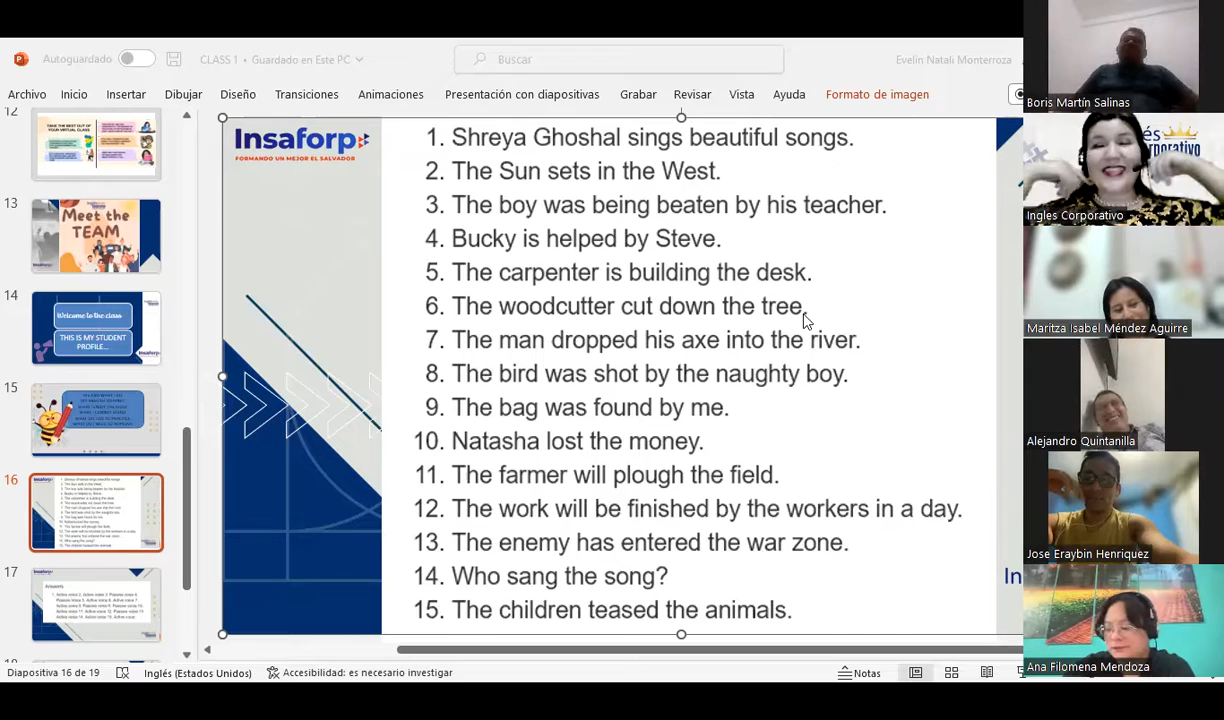 Autoguardado
CLASS 1 • Guardado en Este PC
Buscar
Evelin Natali Monterroza
Archivo Inicio Insertar Dibujar Diseño Transiciones Animaciones Presentación con diapositivas Grabar Revisar Vista Ayuda Formato de imagen
12
TAKE THE BEST OUT OF
YOUR VIRTUAL CLASS
13
Meet the
TEAM
14
Welcome to the class
THIS IS MY STUDENT
PROFILE...
15
16
17
Answers
Insaforp
FORMANDO UN MEJOR EL SALVADOR
1. Shreya Ghoshal sings beautiful songs.
2. The Sun sets in the West.
3. The boy was being beaten by his teacher.
4. Bucky is helped by Steve.
5. The carpenter is building the desk.
6. The woodcutter cut down the tree.
7. The man dropped his axe into the river.
8. The bird was shot by the naughty boy.
9. The bag was found by me.
10. Natasha lost the money.
11. The farmer will plough the field.
12. The work will be finished by the workers in a day.
13. The enemy has entered the war zone.
14. Who sang the song?
15. The children teased the animals.
In
Boris Martín Salinas
Ingles Corporativo
Maritza Isabel Méndez Aguirre
Alejandro Quintanilla
Jose Eraybin Henriquez
Ana Filomena Mendoza
Diapositiva 16 de 19
Inglés (Estados Unidos)
Accesibilidad: es necesario investigar
Notas